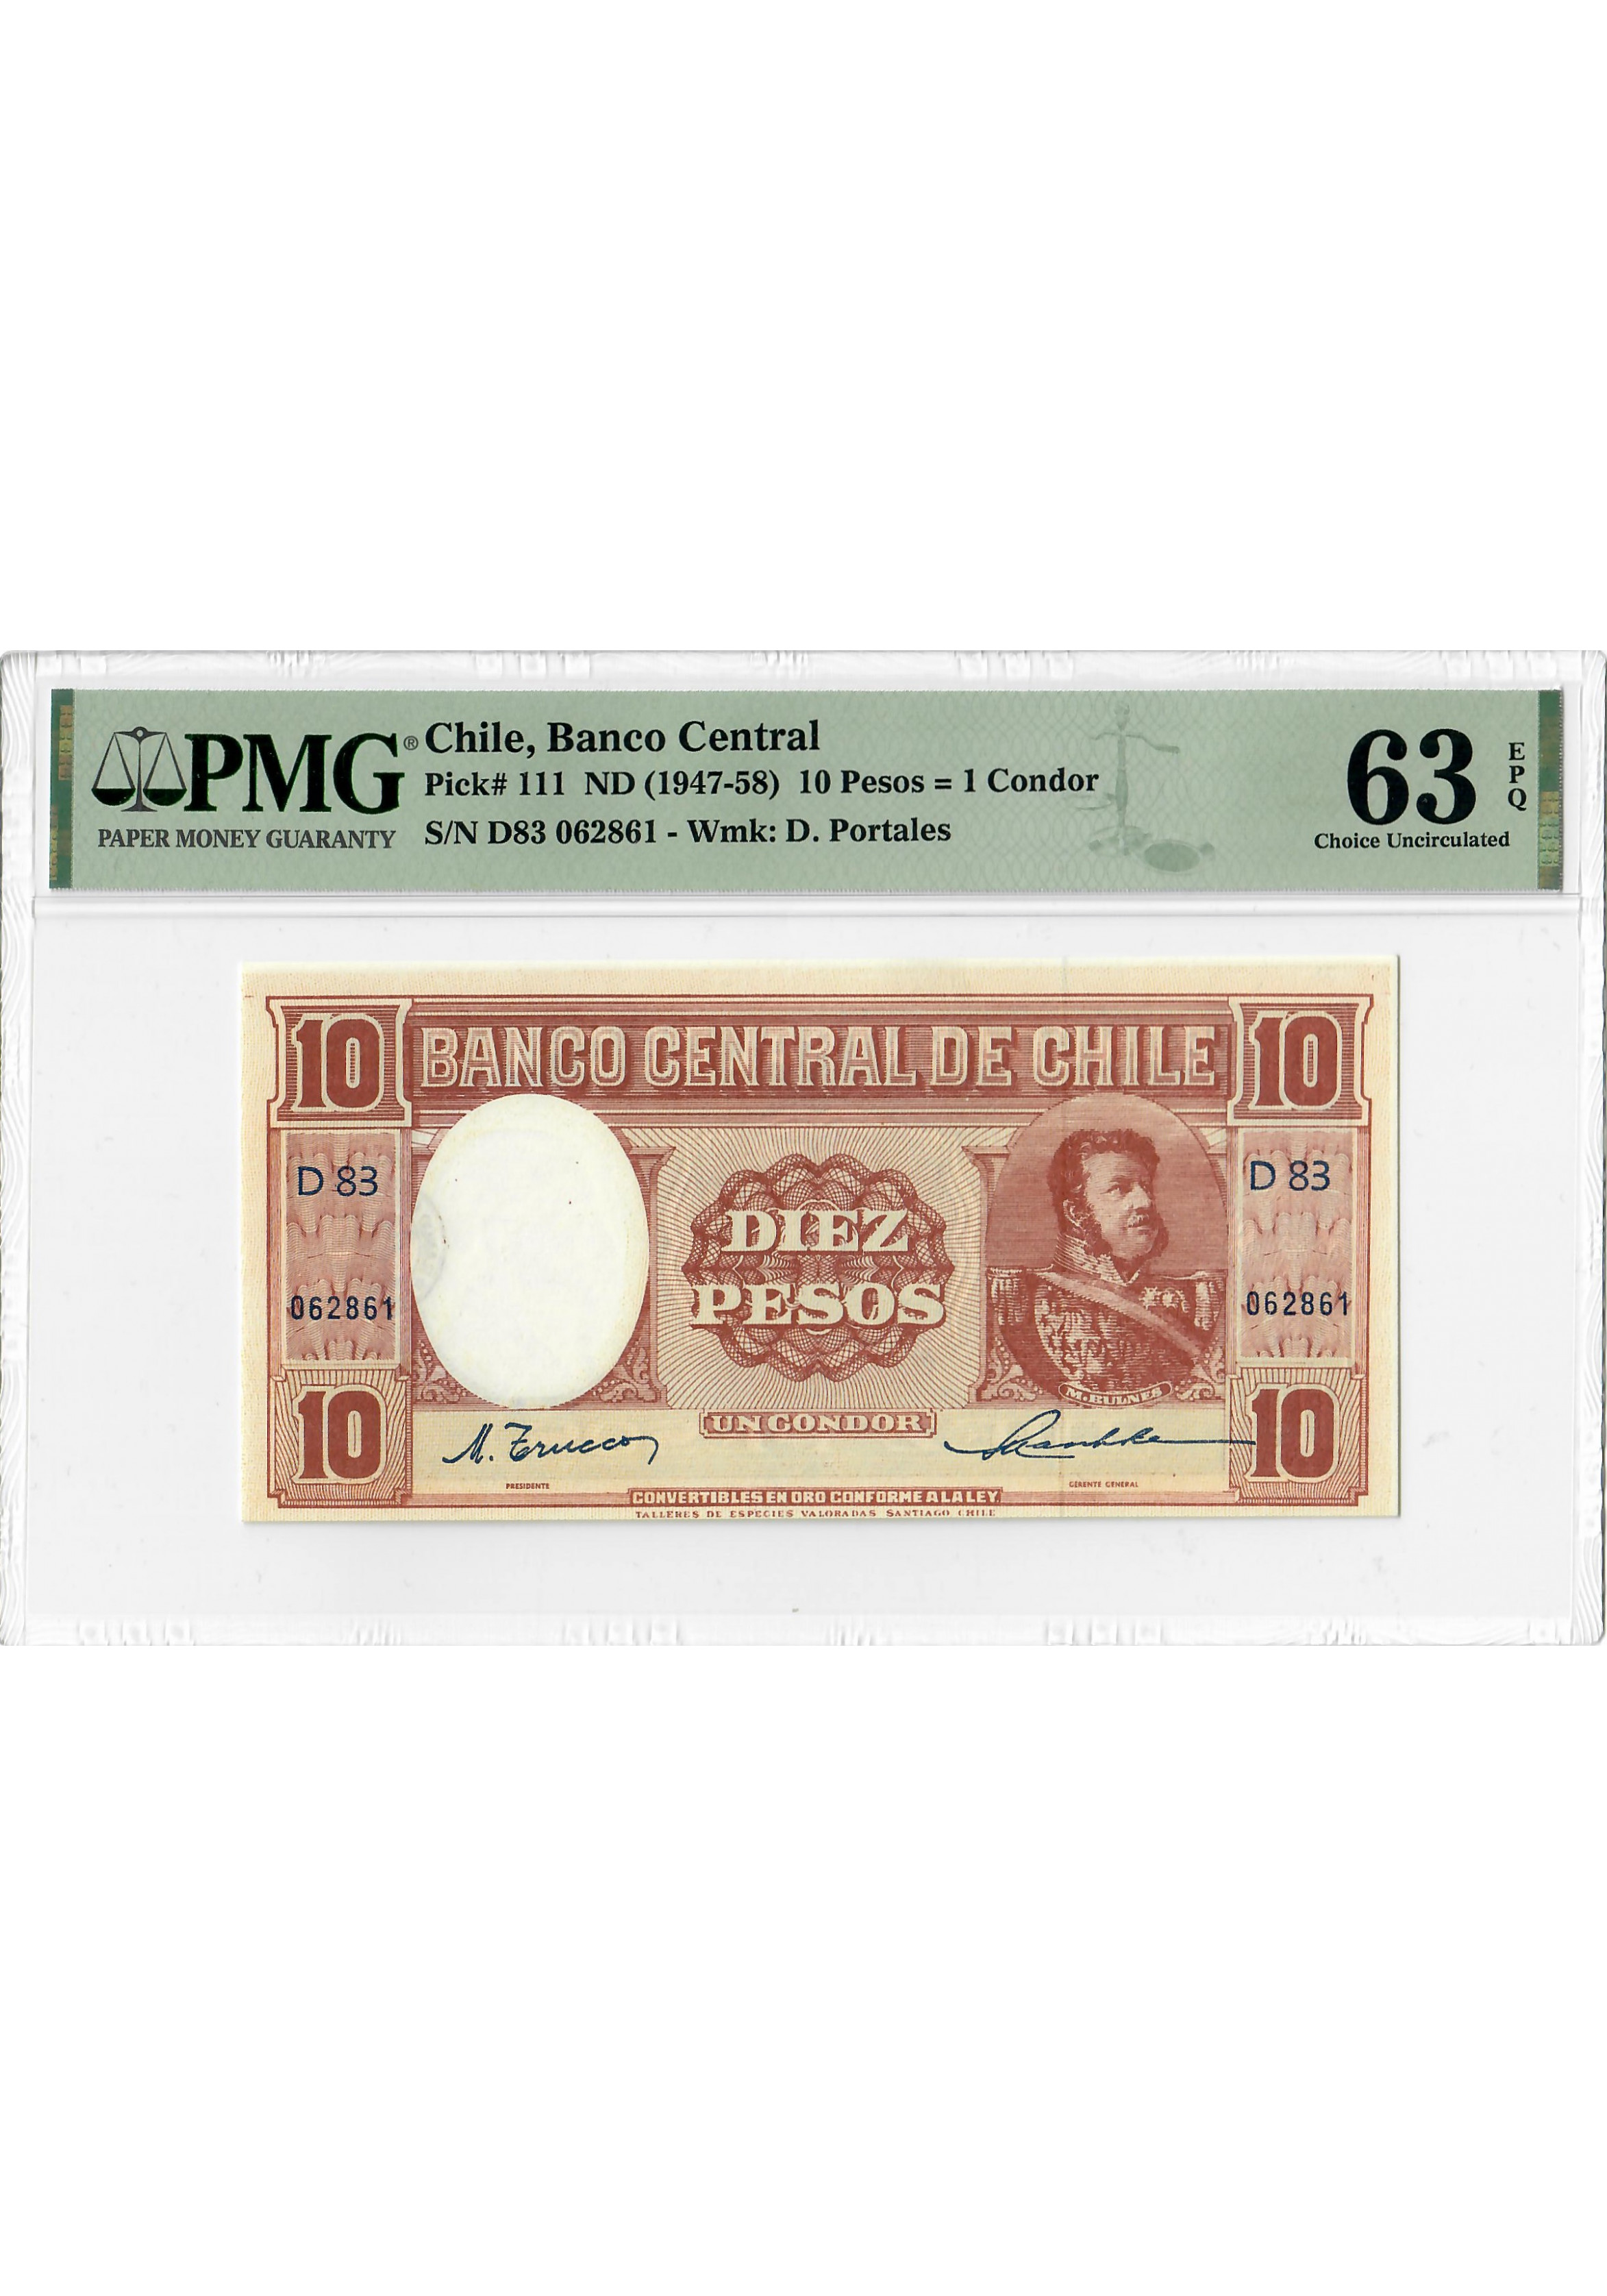 PMG®
PAPER MONEY GUARANTY
Chile, Banco Central
Pick# 111 ND (1947-58) 10 Pesos = 1 Condor
S/N D83 062861 - Wmk: D. Portales
63
EPQ
Choice Uncirculated
10 BANCO CENTRAL DE CHILE 10
D 83 D 83
DIEZ
PESOS
062861 062861
M. BULNES
10 UN CONDOR 10
M. Trucco
PRESIDENTE GERENTE GENERAL
CONVERTIBLES EN ORO CONFORME A LA LEY
TALLERES DE ESPECIES VALORADAS SANTIAGO CHILE